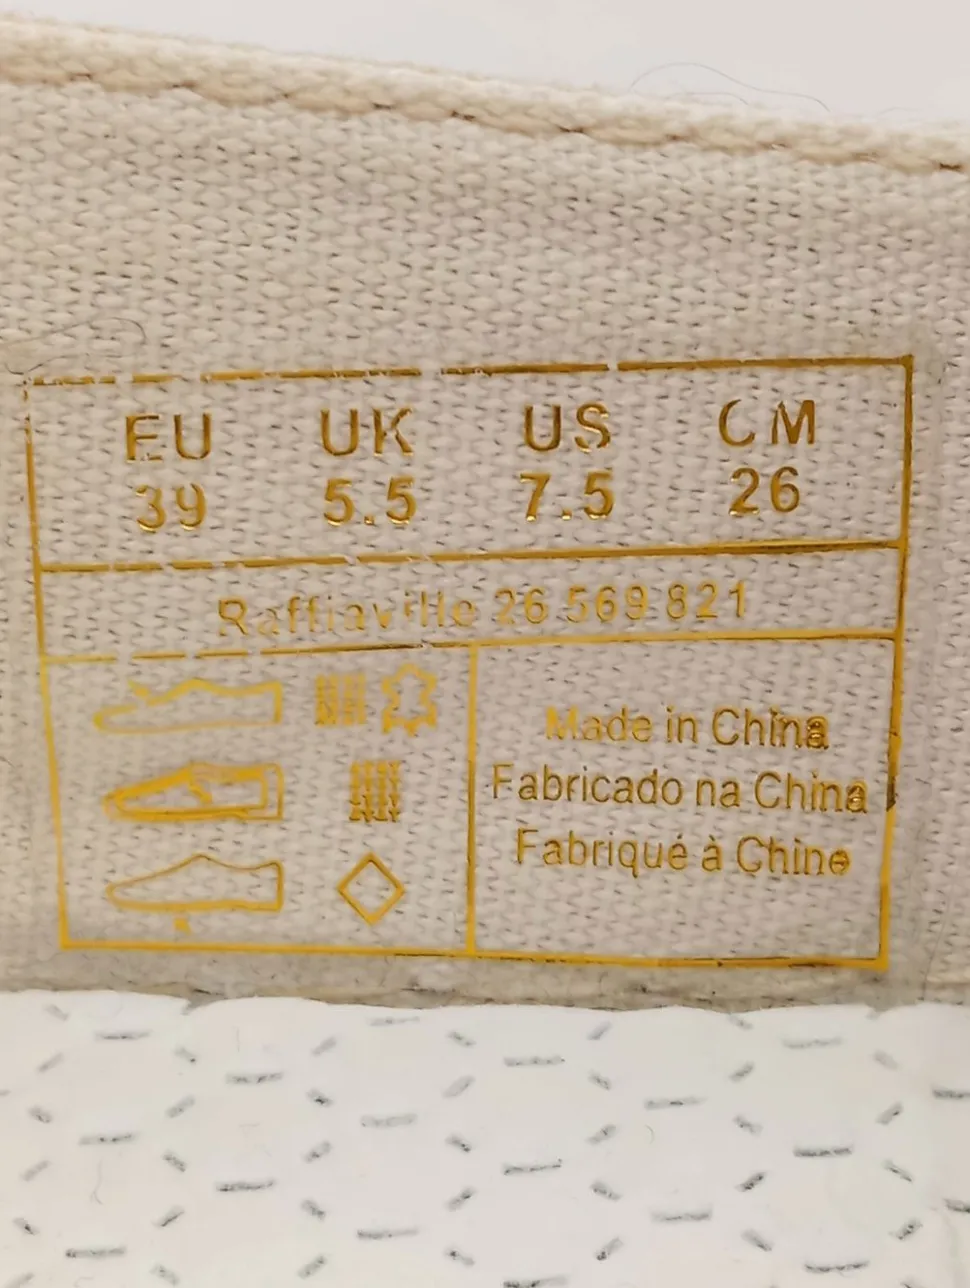 EU UK US CM
39 5.5 7.5 26
Raffiaville 26 569 821
Made in China
Fabricado na China
Fabriqué à Chine